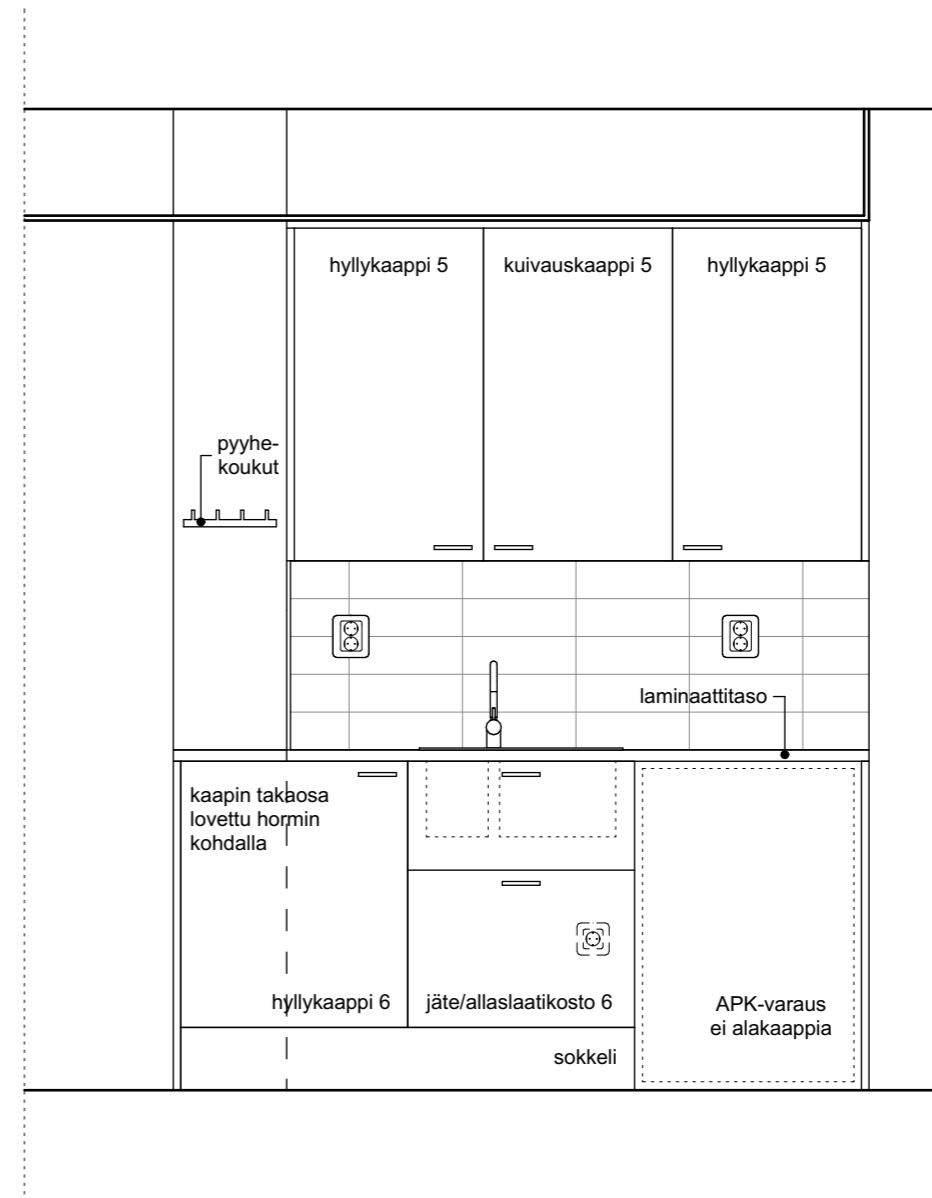 hyllykaappi 5
kuivauskaappi 5
hyllykaappi 5
pyyhe-
koukut
laminaattitaso
kaapin takaosa
lovettu hormin
kohdalla
hyllykaappi 6
jäte/allaslaatikosto 6
APK-varaus
ei alakaappia
sokkeli